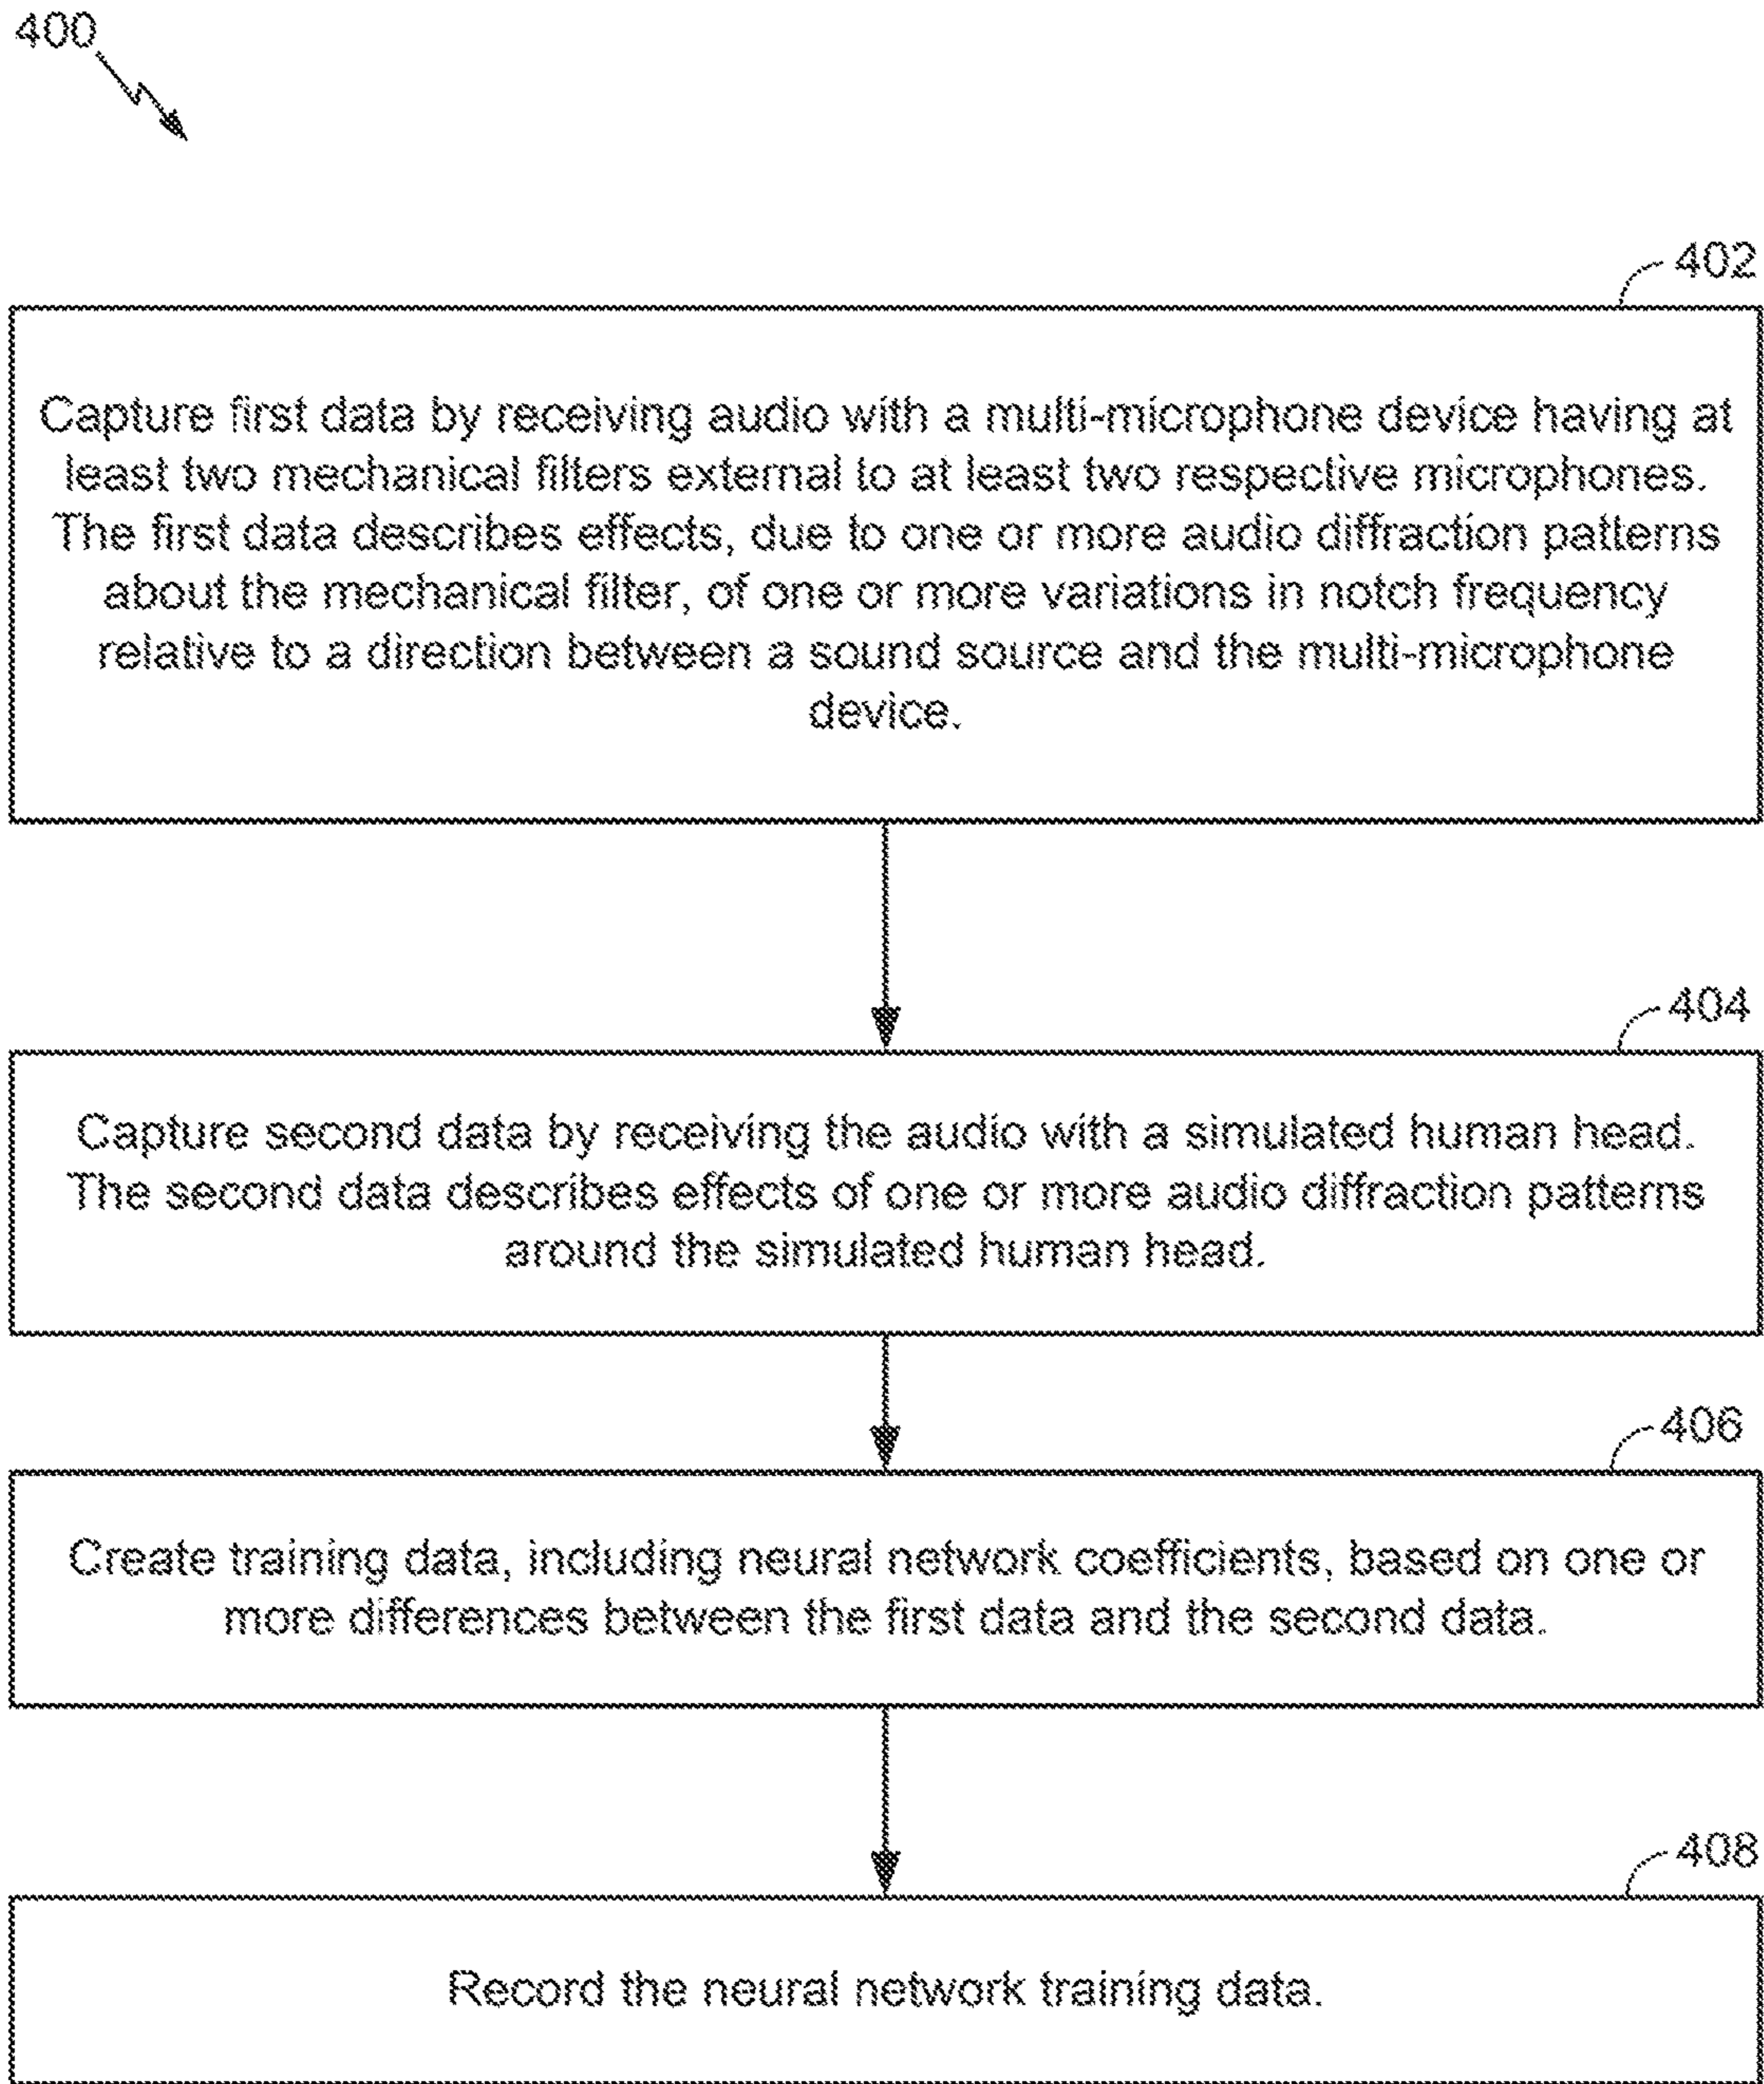 400
402
Capture first data by receiving audio with a multi-microphone device having at
least two mechanical filters external to at least two respective microphones.
The first data describes effects, due to one or more audio diffraction patterns
about the mechanical filter, of one or more variations in notch frequency
relative to a direction between a sound source and the multi-microphone
device.
404
Capture second data by receiving the audio with a simulated human head.
The second data describes effects of one or more audio diffraction patterns
around the simulated human head.
406
Create training data, including neural network coefficients, based on one or
more differences between the first data and the second data.
408
Record the neural network training data.